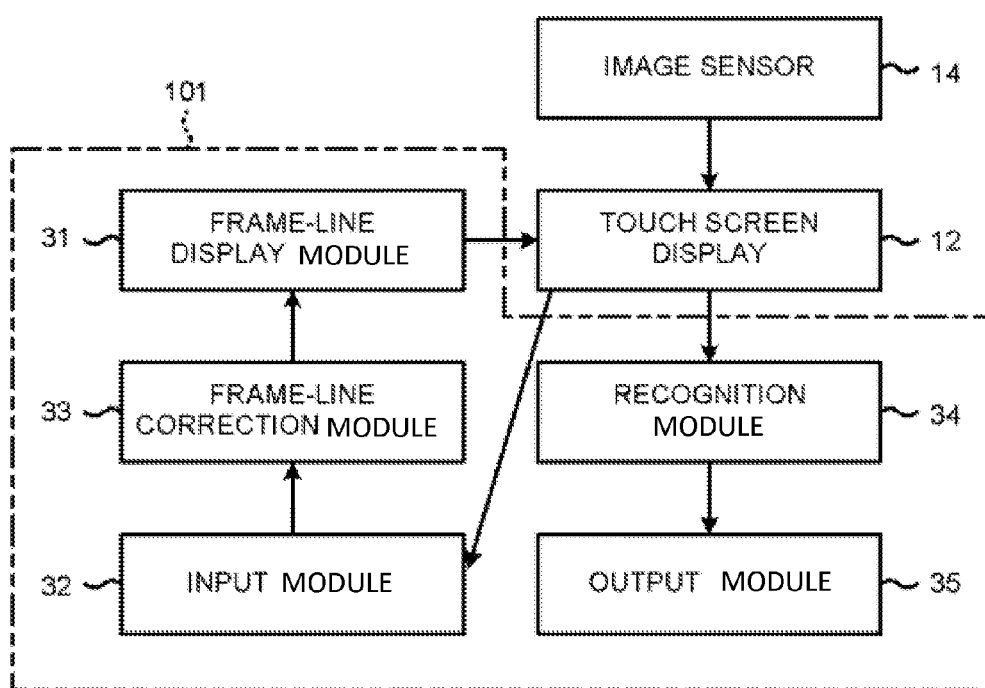 IMAGE SENSOR
14
101
31
FRAME-LINE
DISPLAY MODULE
TOUCH SCREEN
DISPLAY
12
33
FRAME-LINE
CORRECTION MODULE
RECOGNITION
MODULE
34
32
INPUT MODULE
OUTPUT MODULE
35